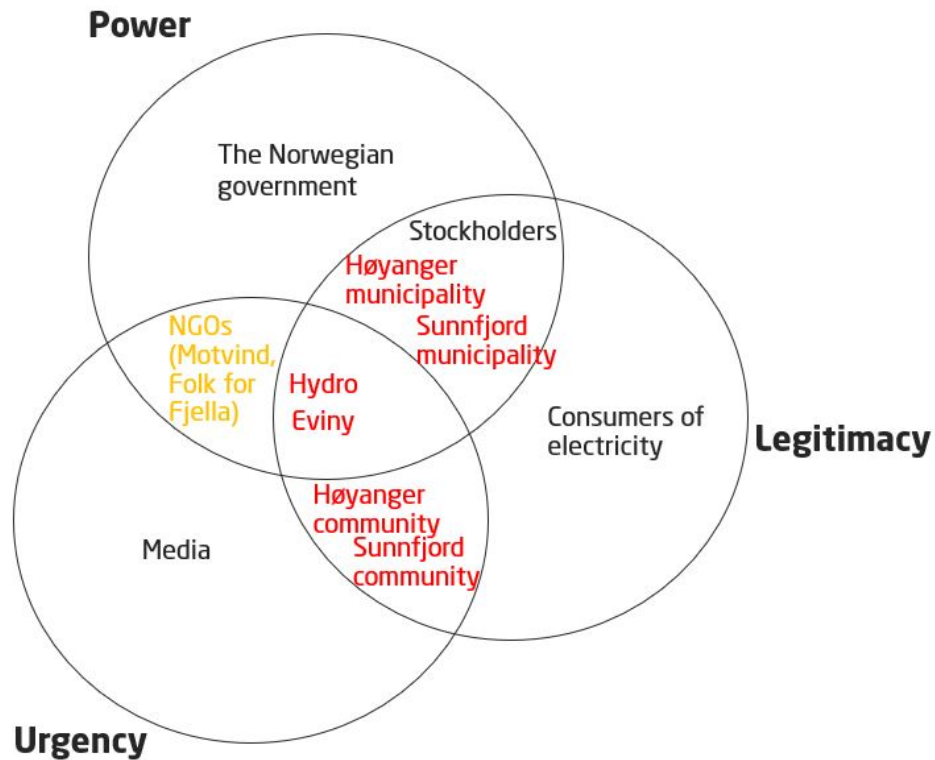 Power
The Norwegian
government
Stockholders
Høyanger
municipality
Sunnfjord
municipality
NGOs
(Motvind,
Folk for
Fjella)
Hydro
Eviny
Consumers of
electricity
Legitimacy
Høyanger
community
Sunnfjord
community
Media
Urgency